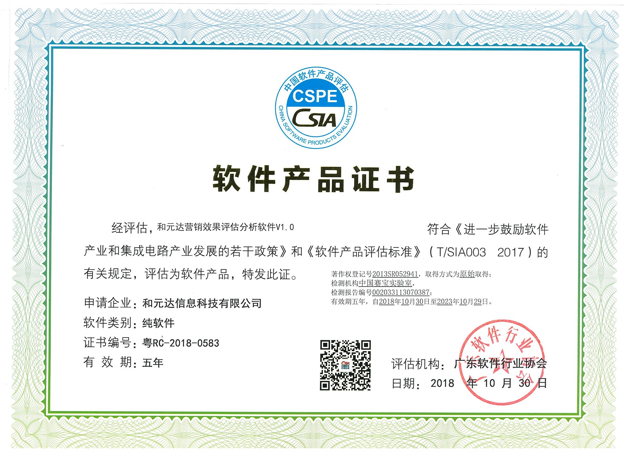 中国软件产品评估
CSPE
CSIA
CHINA SOFTWARE PRODUCTS EVALUATION
软件产品证书
经评估，和元达营销效果评估分析软件V1.0 符合《进一步鼓励软件
产业和集成电路产业发展的若干政策》和《软件产品评估标准》（T/SIA003 2017）的
有关规定，评估为软件产品，特发此证。
著作权登记号2013SR052941，取得方式为原始取得；
检测机构中国赛宝实验室，
检测报告编号002033113070387；
有效期五年，自2018年10月30日至2023年10月29日。
申请企业：和元达信息科技有限公司
软件类别：纯软件
证书编号：粤RC-2018-0583
有 效 期：五年
评估机构：广东软件行业协会
日期： 2018 年 10 月 30 日
广东软件行业协会